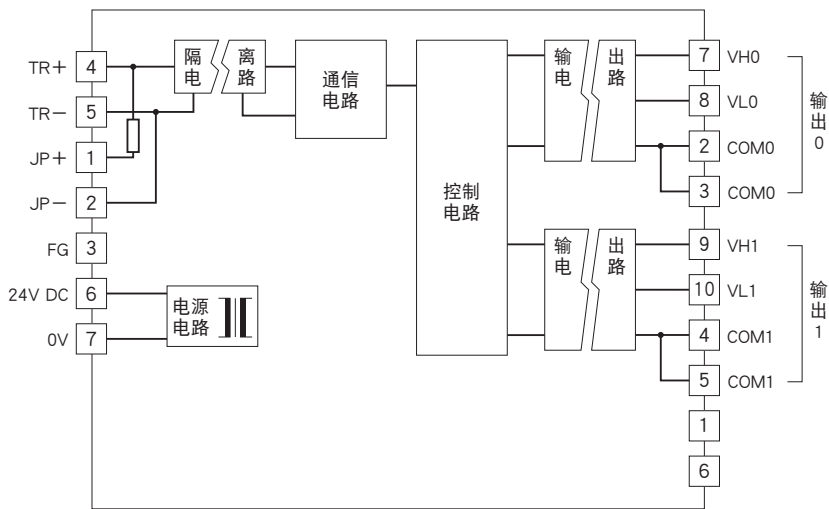 TR+ 4
TR− 5
JP+ 1
JP− 2
FG 3
24V DC 6
0V 7
隔 离
电 路
通信
电路
电源
电路
控制
电路
输 出
电 路
输 出
电 路
7 VH0
8 VL0
2 COM0
3 COM0
输出0
9 VH1
10 VL1
4 COM1
5 COM1
输出1
1
6